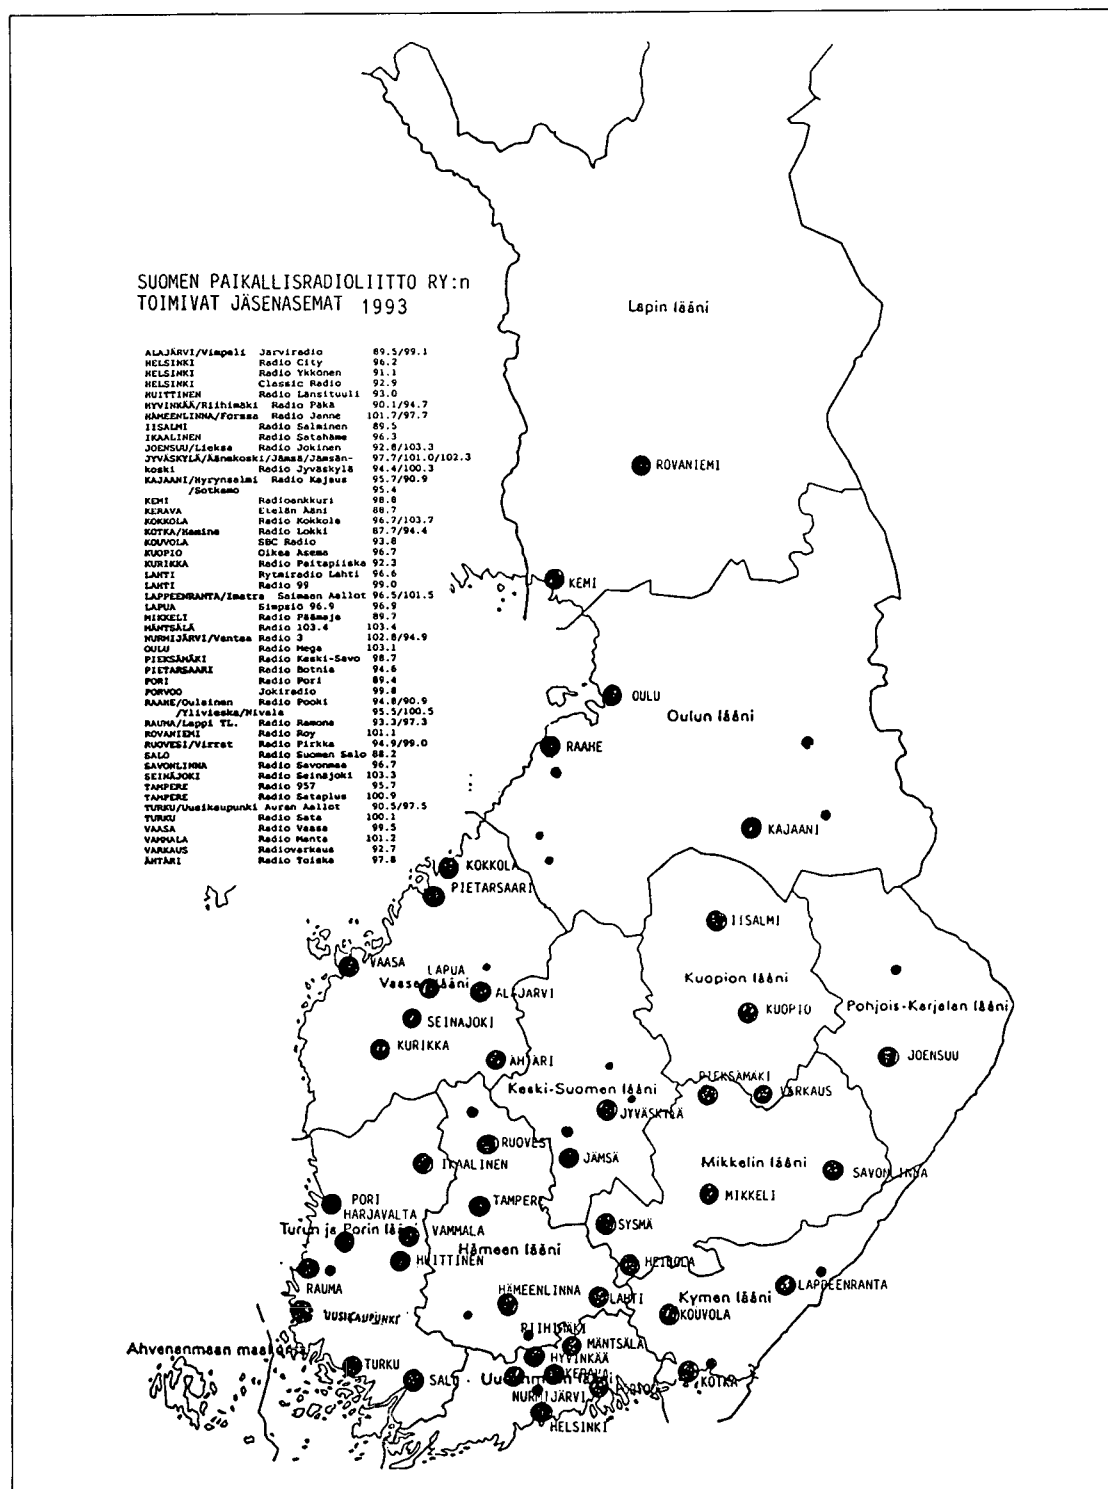 SUOMEN PAIKALLISRADIOLIITTO RY:n
TOIMIVAT JÄSENASEMAT 1993
ALAJÄRVI/Vimpeli Järviradio 89.5/99.1
HELSINKI Radio City 96.2
HELSINKI Radio Ykkönen 91.1
HELSINKI Classic Radio 92.9
HUITTINEN Radio Länsituuli 93.0
HYVINKÄÄ/Riihimäki Radio Päkä 90.1/94.7
HÄMEENLINNA/Forssa Radio Janne 101.7/97.7
IISALMI Radio Salminen 89.5
IKAALINEN Radio Satahäme 96.3
JOENSUU/Lieksa Radio Jokinen 92.8/103.3
JYVÄSKYLÄ/Äänekoski/Jämsä/Jämsän- 97.7/101.0/102.3
koski Radio Jyväskylä 94.4/100.3
KAJAANI/Hyrynsalmi Radio Kajaus 95.7/90.9
/Sotkamo 95.4
KEMI Radioankkuri 98.8
KERAVA Etelän Ääni 88.7
KOKKOLA Radio Kokkola 96.7/103.7
KOTKA/Hamina Radio Lokki 87.7/94.4
KOUVOLA SBC Radio 93.8
KUOPIO Oikea Asema 96.7
KURIKKA Radio Paitapiiska 92.3
LAHTI Rytmiradio Lahti 96.6
LAHTI Radio 99 99.0
LAPPEENRANTA/Imatra Saimaan Aallot 96.5/101.5
LAPUA Simpsiö 96.9 96.9
MIKKELI Radio Päämaja 89.7
MÄNTSÄLÄ Radio 103.4 103.4
NURMIJÄRVI/Vantaa Radio 3 102.8/94.9
OULU Radio Mega 103.1
PIEKSÄMÄKI Radio Keski-Savo 98.7
PIETARSAARI Radio Botnia 94.6
PORI Radio Pori 89.4
PORVOO Jokiradio 99.8
RAAHE/Oulainen Radio Pooki 94.8/90.9
/Ylivieska/Nivala 95.5/100.5
RAUMA/Lappi TL. Radio Ramona 93.3/97.3
ROVANIEMI Radio Roy 101.1
RUOVESI/Virrat Radio Pirkka 94.9/99.0
SALO Radio Suomen Salo 88.2
SAVONLINNA Radio Savonmaa 96.7
SEINÄJOKI Radio Seinäjoki 103.3
TAMPERE Radio 957 95.7
TAMPERE Radio Sataplus 100.9
TURKU/Uusikaupunki Auran Aallot 90.5/97.5
TURKU Radio Sata 100.1
VAASA Radio Vaasa 99.5
VAMMALA Radio Manta 101.2
VARKAUS Radiovarkaus 92.7
ÄHTÄRI Radio Toiska 97.8
Lapin lääni
ROVANIEMI
KEMI
OULU
Oulun lääni
RAAHE
KAJAANI
KOKKOLA
PIETARSAARI
IISALMI
VAASA
LAPUA
Vaasan lääni
ALAJÄRVI
Kuopion lääni
KUOPIO
Pohjois-Karjalan lääni
SEINÄJOKI
KURIKKA
ÄHTÄRI
JOENSUU
Keski-Suomen lääni
PIEKSÄMÄKI
VARKAUS
JYVÄSKYLÄ
RUOVESI
IKAALINEN
JÄMSÄ
Mikkelin lääni
SAVONLINNA
MIKKELI
PORI
HARJAVALTA
TAMPERE
Turun ja Porin lääni
VAMMALA
SYSMÄ
Hämeen lääni
HUITTINEN
HEINOLA
RAUMA
LAPPEENRANTA
HÄMEENLINNA
LAHTI
Kymen lääni
KOUVOLA
UUSIKAUPUNKI
RIIHIMÄKI
MÄNTSÄLÄ
Ahvenanmaan maakunta
HYVINKÄÄ
TURKU
SALO
KERAVA
Uudenmaan lääni
KOTKA
NURMIJÄRVI
PORVOO
HELSINKI